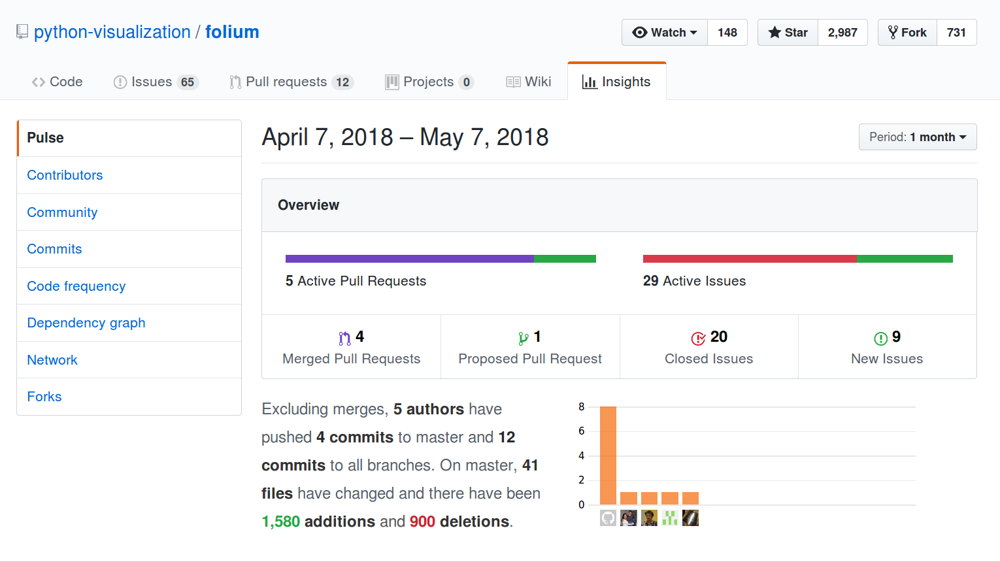 python-visualization / folium
Watch 148 Star 2,987 Fork 731
Code Issues 65 Pull requests 12 Projects 0 Wiki Insights
Pulse
Contributors
Community
Commits
Code frequency
Dependency graph
Network
Forks
April 7, 2018 – May 7, 2018
Period: 1 month
Overview
5 Active Pull Requests
29 Active Issues
4
Merged Pull Requests
1
Proposed Pull Request
20
Closed Issues
9
New Issues
Excluding merges, 5 authors have
pushed 4 commits to master and 12
commits to all branches. On master, 41
files have changed and there have been
1,580 additions and 900 deletions.
8
6
4
2
0